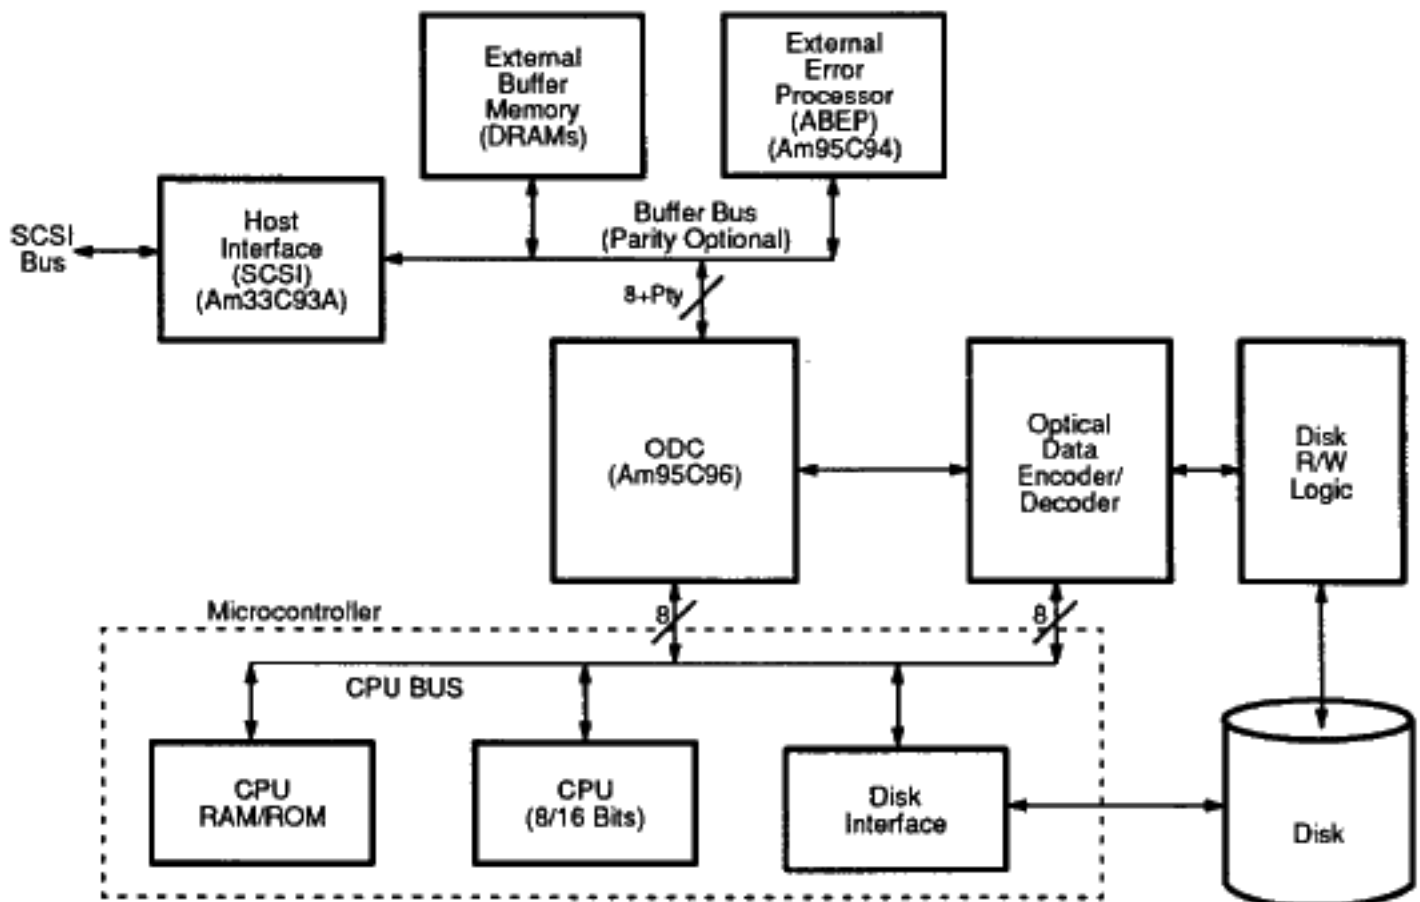 External
Buffer
Memory
(DRAMs)
External
Error
Processor
(ABEP)
(Am95C94)
SCSI
Bus
Host
Interface
(SCSI)
(Am33C93A)
Buffer Bus
(Parity Optional)
8+Pty
ODC
(Am95C96)
Optical
Data
Encoder/
Decoder
Disk
R/W
Logic
Microcontroller
8
8
CPU BUS
CPU
RAM/ROM
CPU
(8/16 Bits)
Disk
Interface
Disk